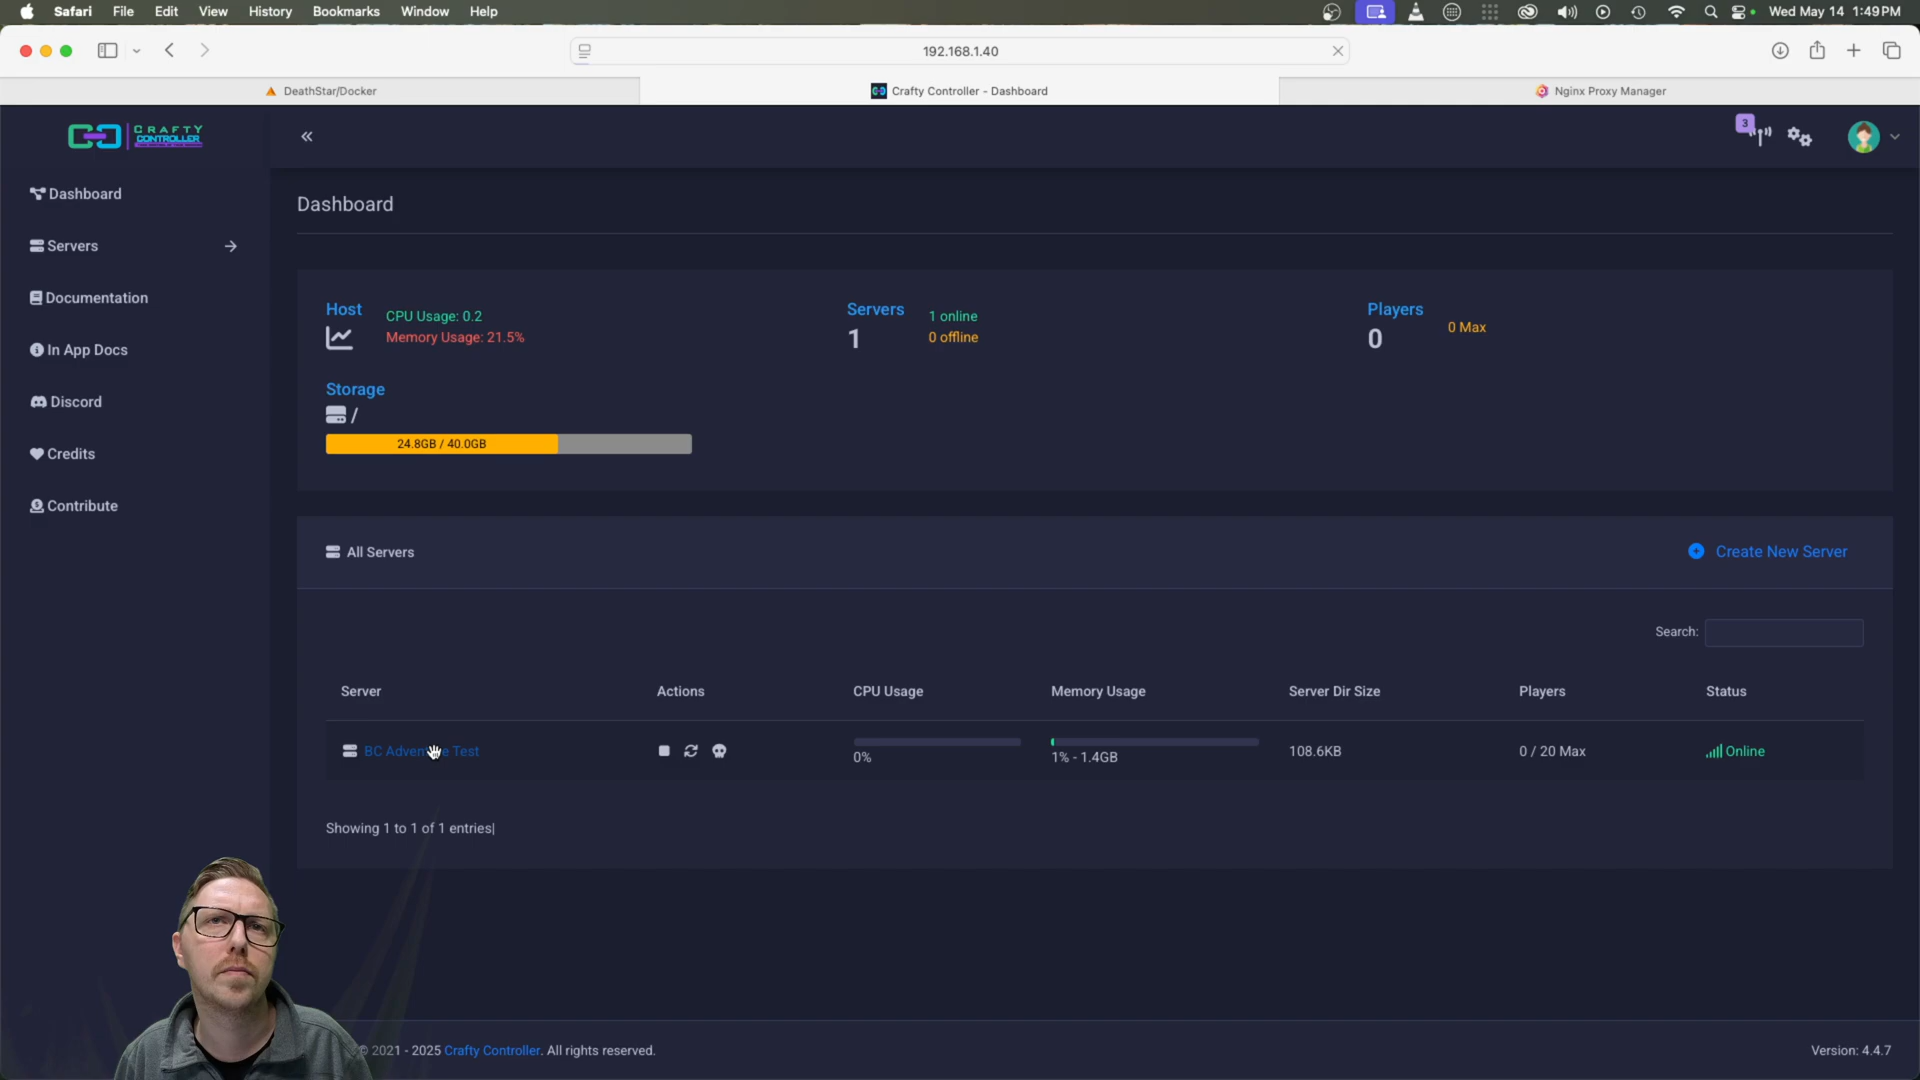 Safari File Edit View History Bookmarks Window Help Wed May 14 1:49 PM
192.168.1.40
DeathStar/Docker
Crafty Controller - Dashboard
Nginx Proxy Manager
CRAFTY
CONTROLLER
3
Dashboard
Servers
Documentation
In App Docs
Discord
Credits
Contribute
Dashboard
Host
CPU Usage: 0.2
Memory Usage: 21.5%
Servers
1
1 online
0 offline
Players
0
0 Max
Storage
/
24.8GB / 40.0GB
All Servers
Create New Server
Search:
Server Actions CPU Usage Memory Usage Server Dir Size Players Status
BC Adventure Test 0% 1% - 1.4GB 108.6KB 0 / 20 Max Online
Showing 1 to 1 of 1 entries|
© 2021 - 2025 Crafty Controller. All rights reserved.
Version: 4.4.7